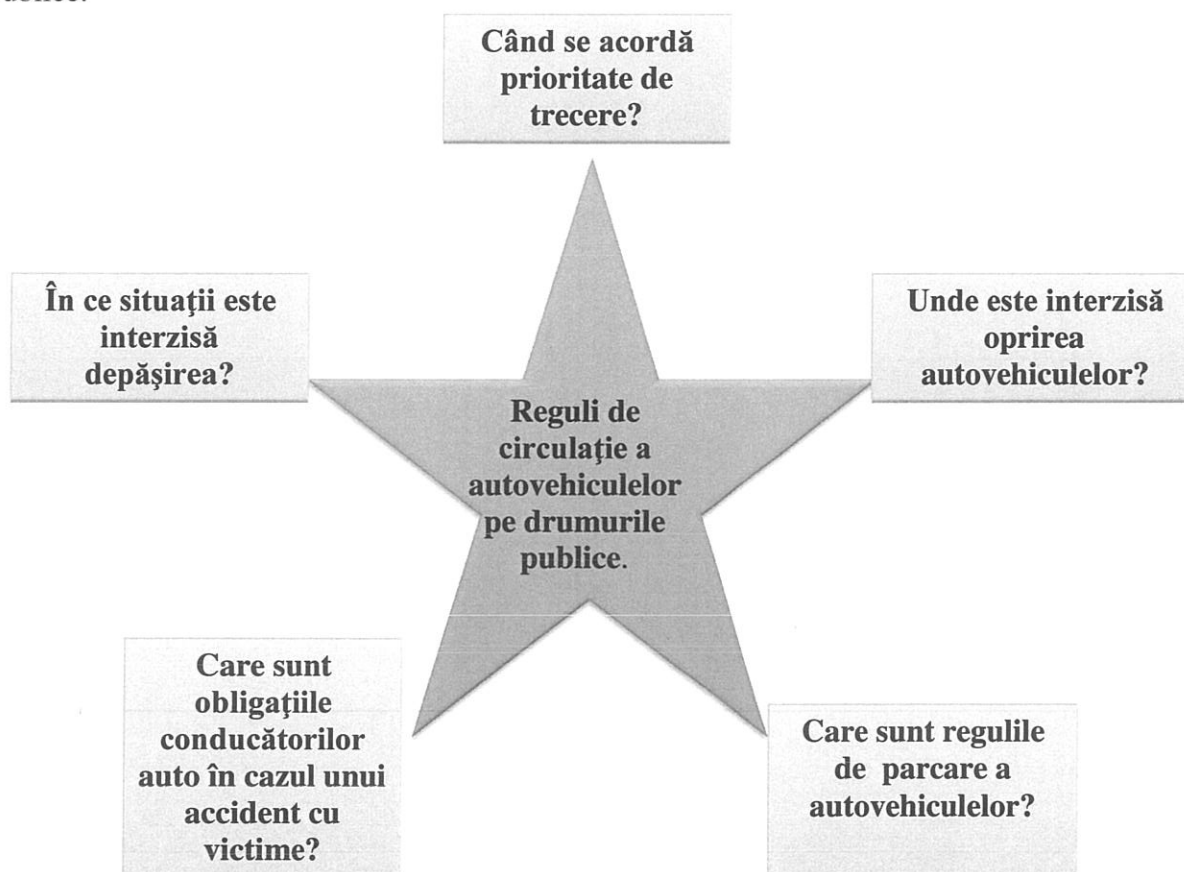 Când se acordă
prioritate de
trecere?
În ce situaţii este
interzisă
depăşirea?
Unde este interzisă
oprirea
autovehiculelor?
Reguli de
circulaţie a
autovehiculelor
pe drumurile
publice.
Care sunt
obligaţiile
conducătorilor
auto în cazul unui
accident cu
victime?
Care sunt regulile
de parcare a
autovehiculelor?